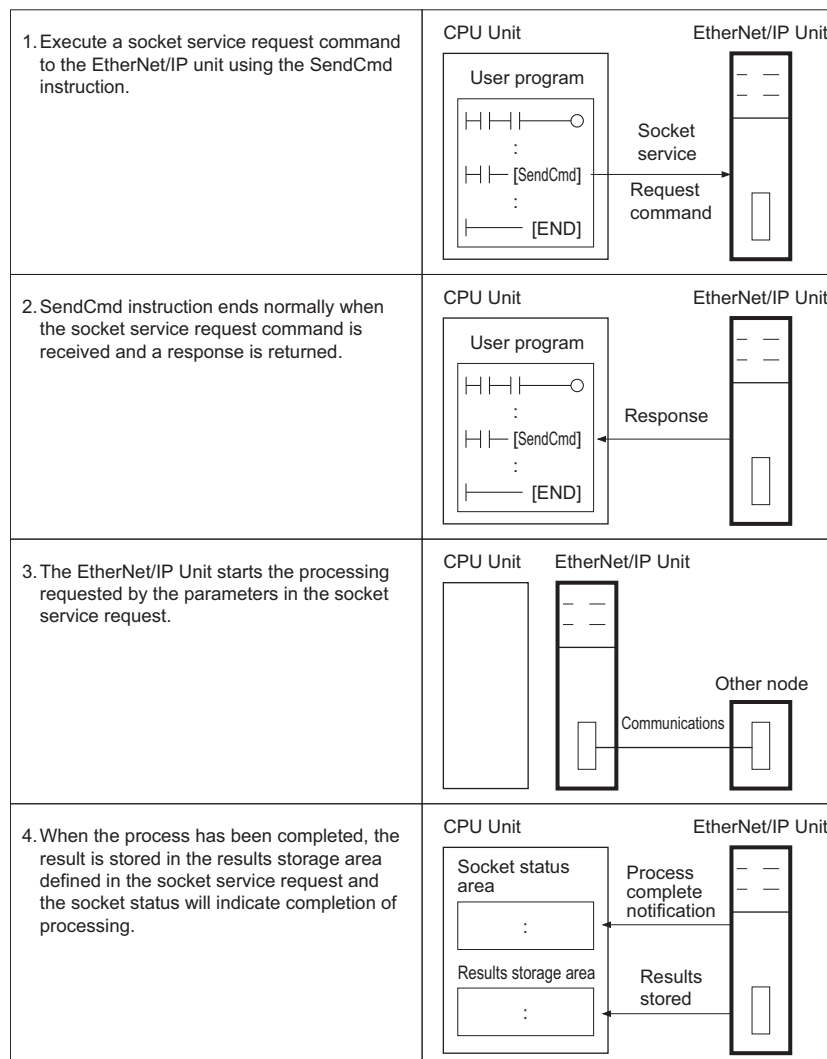 1. Execute a socket service request command
to the EtherNet/IP unit using the SendCmd
instruction.
CPU Unit
EtherNet/IP Unit
User program
:
[SendCmd]
:
[END]
Socket
service
Request
command
2. SendCmd instruction ends normally when
the socket service request command is
received and a response is returned.
CPU Unit
EtherNet/IP Unit
User program
:
[SendCmd]
:
[END]
Response
3. The EtherNet/IP Unit starts the processing
requested by the parameters in the socket
service request.
CPU Unit
EtherNet/IP Unit
Other node
Communications
4. When the process has been completed, the
result is stored in the results storage area
defined in the socket service request and
the socket status will indicate completion of
processing.
CPU Unit
EtherNet/IP Unit
Socket status
area
:
Process
complete
notification
Results storage area
:
Results
stored